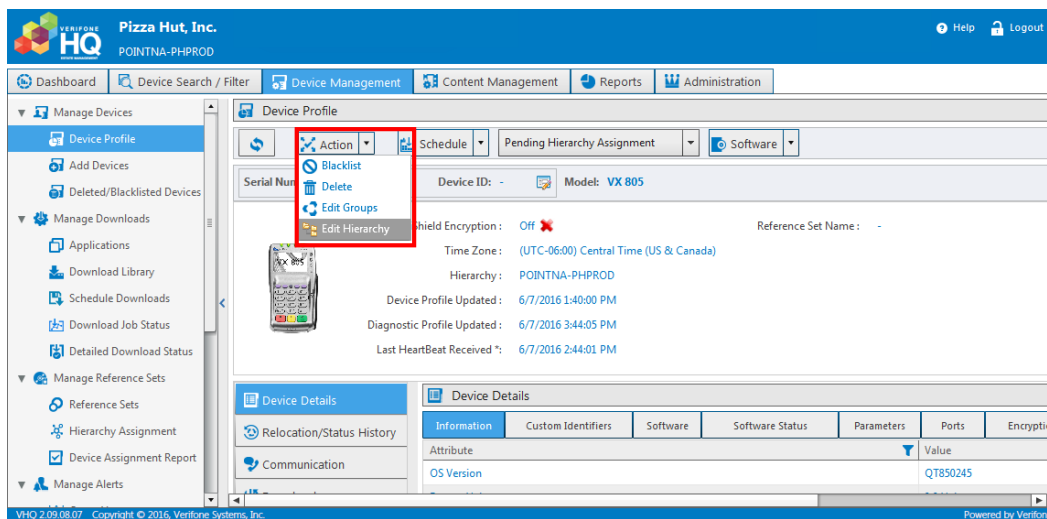 VERIFONE
HQ
ESTATE MANAGEMENT
Pizza Hut, Inc.
POINTNA-PHPROD
Help
Logout
Dashboard
Device Search / Filter
Device Management
Content Management
Reports
Administration
Manage Devices
Device Profile
Add Devices
Deleted/Blacklisted Devices
Manage Downloads
Applications
Download Library
Schedule Downloads
Download Job Status
Detailed Download Status
Manage Reference Sets
Reference Sets
Hierarchy Assignment
Device Assignment Report
Manage Alerts
Device Profile
Action
Schedule
Pending Hierarchy Assignment
Software
Blacklist
Delete
Edit Groups
Edit Hierarchy
Serial Num
Device ID: -
Model: VX 805
Shield Encryption : Off
Reference Set Name : -
Time Zone : (UTC-06:00) Central Time (US & Canada)
Hierarchy : POINTNA-PHPROD
Device Profile Updated : 6/7/2016 1:40:00 PM
Diagnostic Profile Updated : 6/7/2016 3:44:05 PM
Last HeartBeat Received *: 6/7/2016 2:44:01 PM
VX 805
Device Details
Relocation/Status History
Communication
Device Details
Information
Custom Identifiers
Software
Software Status
Parameters
Ports
Encrypti
Attribute
Value
OS Version
QT850245
VHQ 2.09.08.07 Copyright © 2016, Verifone Systems, Inc.
Powered by Verifon